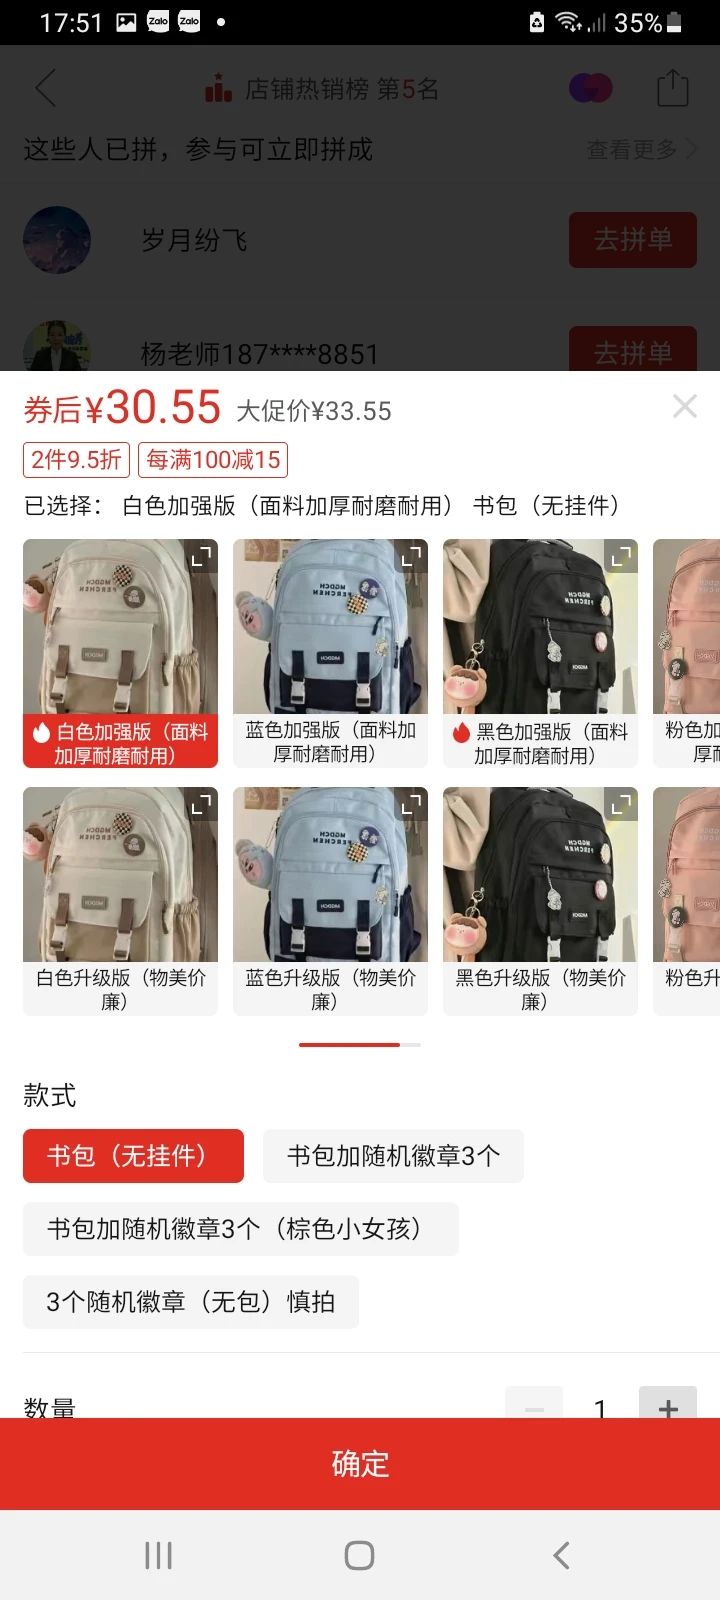 17:51 Zalo Zalo 35%
店铺热销榜 第5名
这些人已拼，参与可立即拼成 查看更多
岁月纷飞 去拼单
杨老师187****8851 去拼单
券后¥30.55 大促价¥33.55
2件9.5折 每满100减15
已选择： 白色加强版（面料加厚耐磨耐用） 书包（无挂件）
白色加强版（面料
加厚耐磨耐用）
蓝色加强版（面料加
厚耐磨耐用）
黑色加强版（面料
加厚耐磨耐用）
粉色加
厚耐
白色升级版（物美价
廉）
蓝色升级版（物美价
廉）
黑色升级版（物美价
廉）
粉色升
款式
书包（无挂件） 书包加随机徽章3个
书包加随机徽章3个（棕色小女孩）
3个随机徽章（无包）慎拍
数量 1
确定